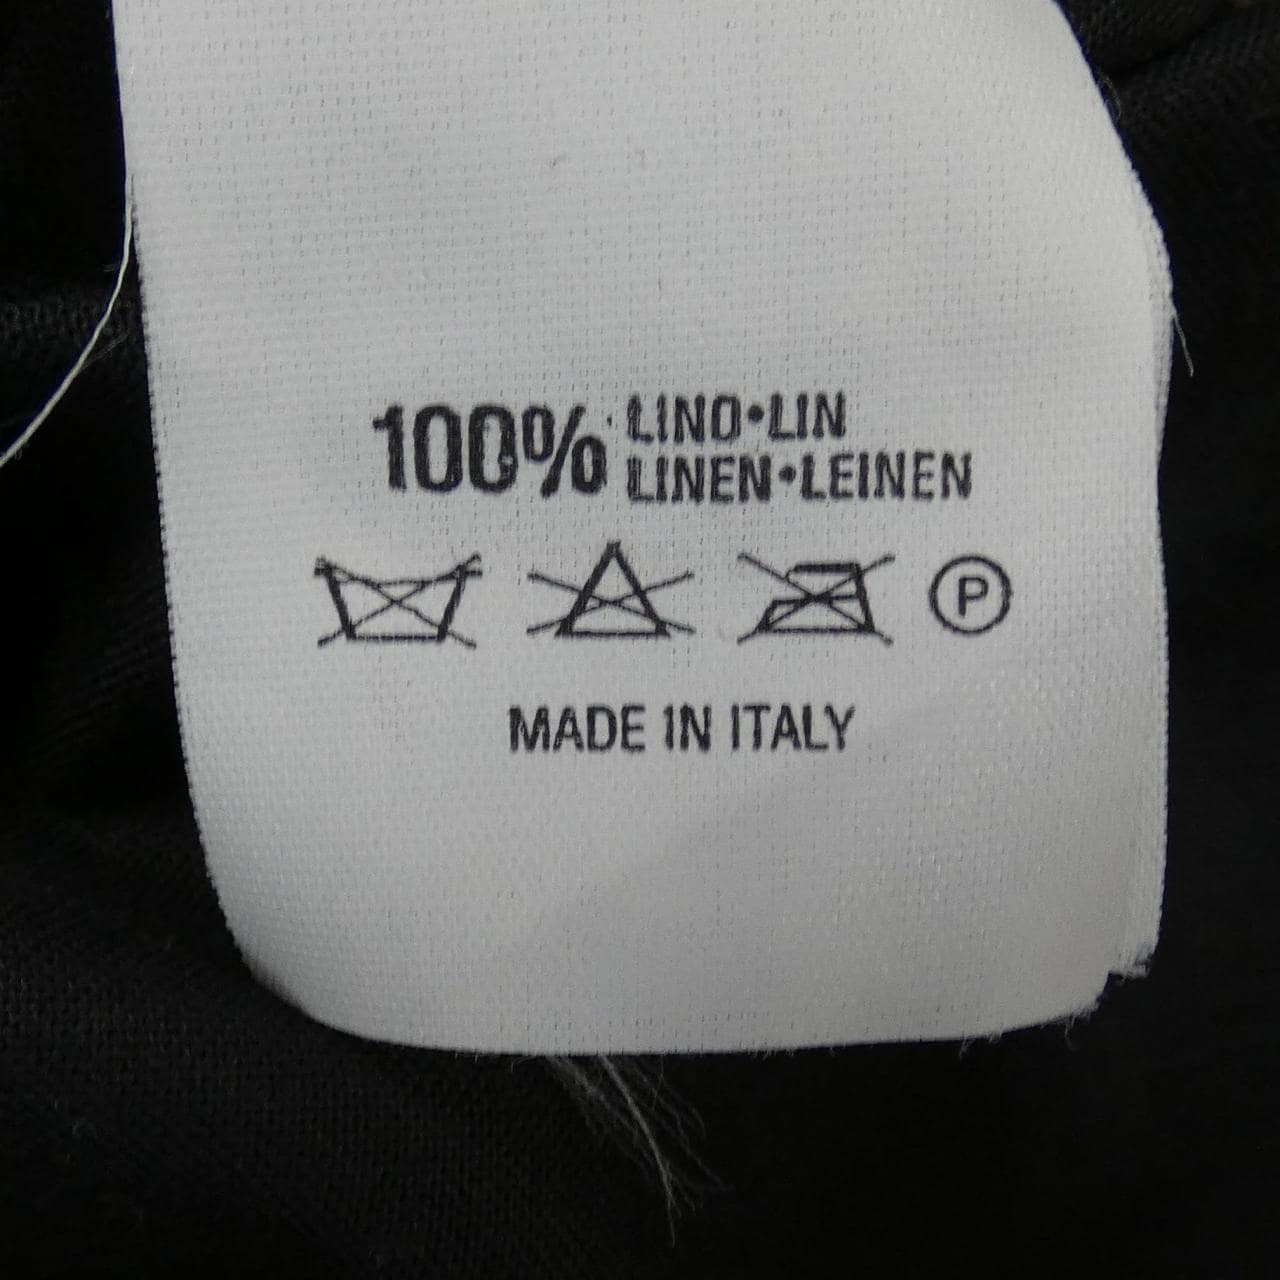 100% LINO•LIN
LINEN•LEINEN
P
MADE IN ITALY